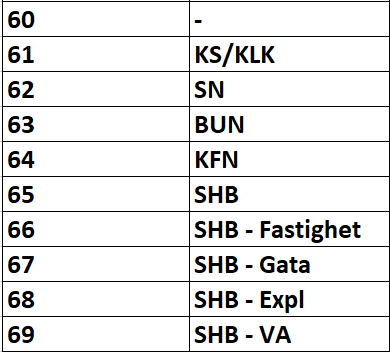 60 -
61 KS/KLK
62 SN
63 BUN
64 KFN
65 SHB
66 SHB - Fastighet
67 SHB - Gata
68 SHB - Expl
69 SHB - VA